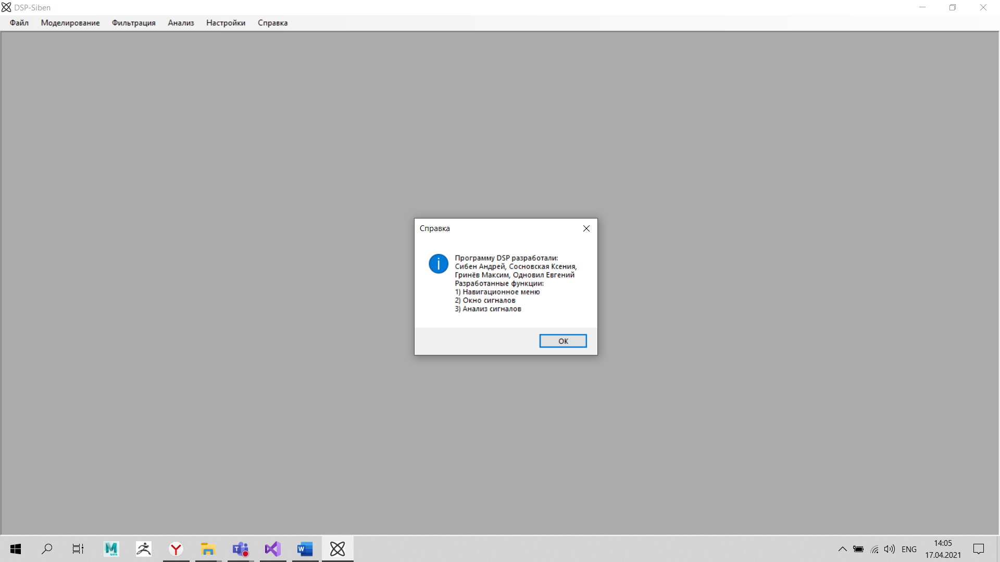 DSP-Siben
Файл Моделирование Фильтрация Анализ Настройки Справка
Справка
Программу DSP разработали:
Сибен Андрей, Сосновская Ксения,
Гринёв Максим, Одновил Евгений
Разработанные функции:
1) Навигационное меню
2) Окно сигналов
3) Анализ сигналов
OK
ENG
14:05
17.04.2021